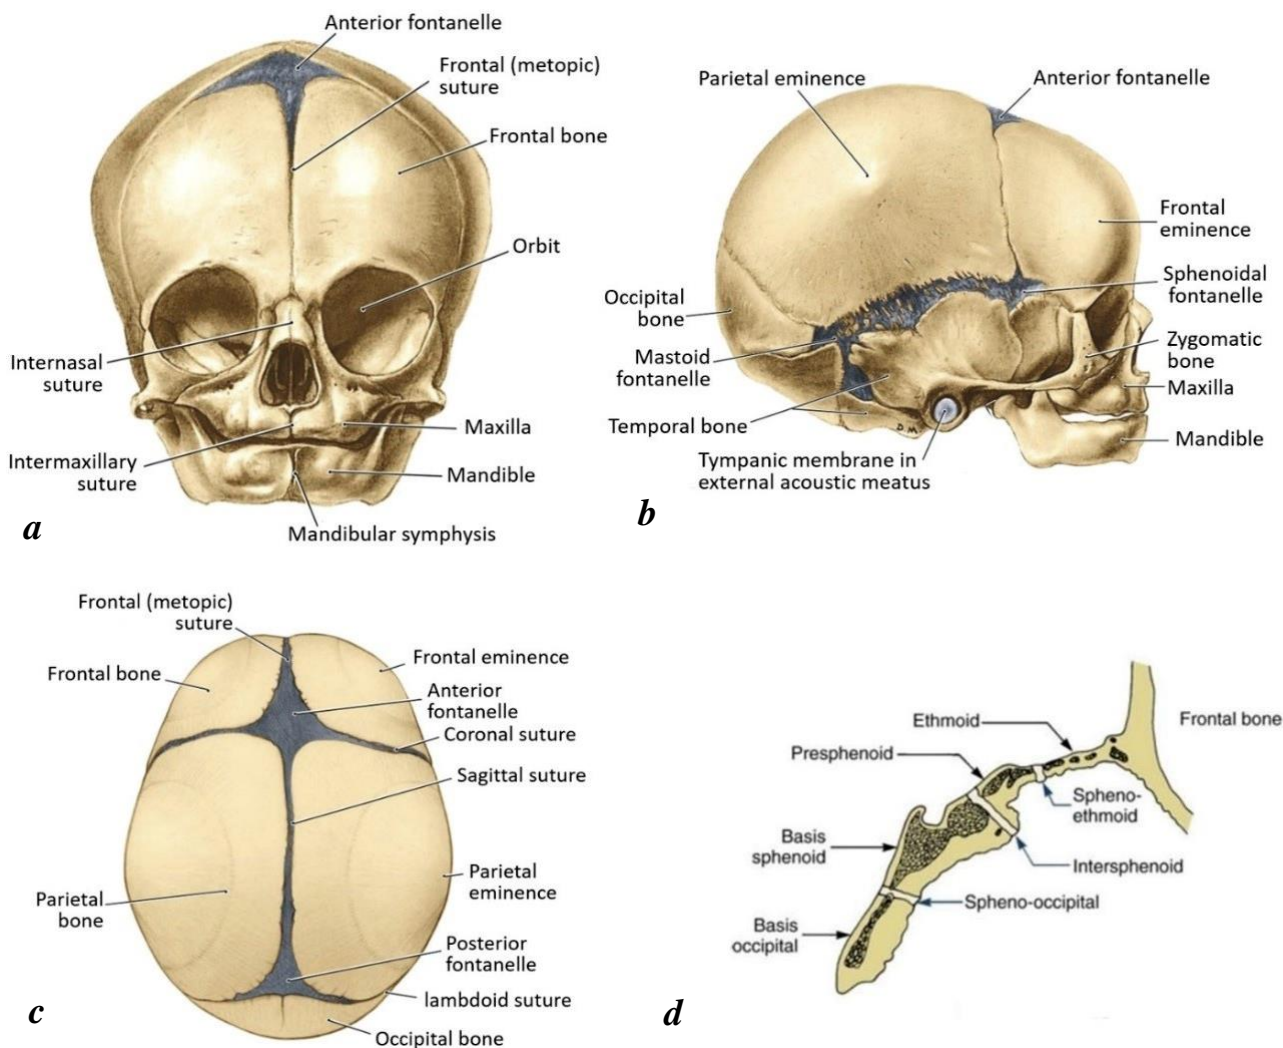 Anterior fontanelle
Frontal (metopic)
suture
Frontal bone
Orbit
Internasal
suture
Maxilla
Intermaxillary
suture
Mandible
Mandibular symphysis
a
Parietal eminence
Anterior fontanelle
Frontal
eminence
Sphenoidal
fontanelle
Occipital
bone
Zygomatic
bone
Mastoid
fontanelle
Maxilla
Temporal bone
D M
Mandible
Tympanic membrane in
external acoustic meatus
b
Frontal (metopic)
suture
Frontal eminence
Frontal bone
Anterior
fontanelle
Coronal suture
Sagittal suture
Parietal
bone
Parietal
eminence
Posterior
fontanelle
lambdoid suture
Occipital bone
c
Ethmoid
Frontal bone
Presphenoid
Spheno-
ethmoid
Basis
sphenoid
Intersphenoid
Spheno-occipital
Basis
occipital
d